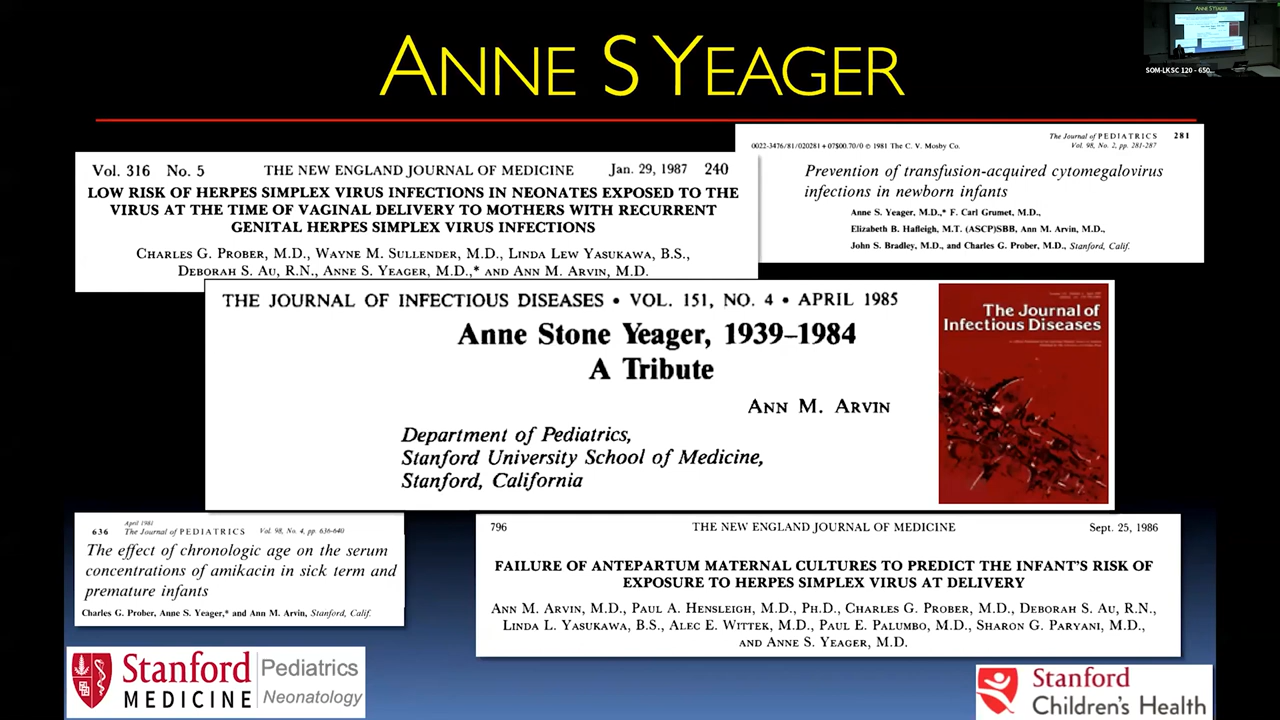 ANNE S YEAGER
SOM-LKSC 120 - 650...
Vol. 316 No. 5 THE NEW ENGLAND JOURNAL OF MEDICINE Jan. 29, 1987 240
LOW RISK OF HERPES SIMPLEX VIRUS INFECTIONS IN NEONATES EXPOSED TO THE
VIRUS AT THE TIME OF VAGINAL DELIVERY TO MOTHERS WITH RECURRENT
GENITAL HERPES SIMPLEX VIRUS INFECTIONS
CHARLES G. PROBER, M.D., WAYNE M. SULLENDER, M.D., LINDA LEW YASUKAWA, B.S.,
DEBORAH S. AU, R.N., ANNE S. YEAGER, M.D.,* AND ANN M. ARVIN, M.D.
The Journal of PEDIATRICS 281
Vol. 98, No. 2, pp. 281-287
0022-3476/81/020281+07$00.70/0 © 1981 The C. V. Mosby Co.
Prevention of transfusion-acquired cytomegalovirus
infections in newborn infants
Anne S. Yeager, M.D.,* F. Carl Grumet, M.D.,
Elizabeth B. Hafleigh, M.T. (ASCP)SBB, Ann M. Arvin, M.D.,
John S. Bradley, M.D., and Charles G. Prober, M.D., Stanford, Calif.
THE JOURNAL OF INFECTIOUS DISEASES • VOL. 151, NO. 4 • APRIL 1985
Anne Stone Yeager, 1939–1984
A Tribute
ANN M. ARVIN
Department of Pediatrics,
Stanford University School of Medicine,
Stanford, California
The Journal of
Infectious Diseases
April 1981
636 The Journal of PEDIATRICS Vol. 98, No. 4, pp. 636-640
The effect of chronologic age on the serum
concentrations of amikacin in sick term and
premature infants
Charles G. Prober, Anne S. Yeager,* and Ann M. Arvin, Stanford, Calif.
796 THE NEW ENGLAND JOURNAL OF MEDICINE Sept. 25, 1986
FAILURE OF ANTEPARTUM MATERNAL CULTURES TO PREDICT THE INFANT'S RISK OF
EXPOSURE TO HERPES SIMPLEX VIRUS AT DELIVERY
ANN M. ARVIN, M.D., PAUL A. HENSLEIGH, M.D., PH.D., CHARLES G. PROBER, M.D., DEBORAH S. AU, R.N.,
LINDA L. YASUKAWA, B.S., ALEC E. WITTEK, M.D., PAUL E. PALUMBO, M.D., SHARON G. PARYANI, M.D.,
AND ANNE S. YEAGER, M.D.
Stanford
MEDICINE
Pediatrics
Neonatology
Stanford
Children's Health